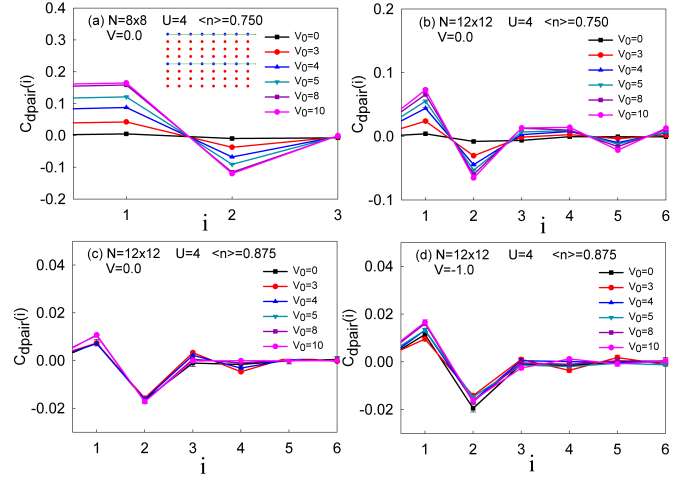 (a) N=8x8 U=4 <n>=0.750
V=0.0
V₀=0
V₀=3
V₀=4
V₀=5
V₀=8
V₀=10
0.4
0.3
0.2
0.1
0.0
-0.1
-0.2
C_dpair(i)
1 2 3
i
(b) N=12x12 U=4 <n>=0.750
V=0.0
V₀=0
V₀=3
V₀=4
V₀=5
V₀=8
V₀=10
0.2
0.1
0.0
-0.1
C_dpair(i)
1 2 3 4 5 6
i
(c) N=12x12 U=4 <n>=0.875
V=0.0
V₀=0
V₀=3
V₀=4
V₀=5
V₀=8
V₀=10
0.04
0.02
0.00
-0.02
C_dpair(i)
1 2 3 4 5 6
i
(d) N=12x12 U=4 <n>=0.875
V=-1.0
V₀=0
V₀=3
V₀=4
V₀=5
V₀=8
V₀=10
0.04
0.02
0.00
-0.02
C_dpair(i)
1 2 3 4 5 6
i